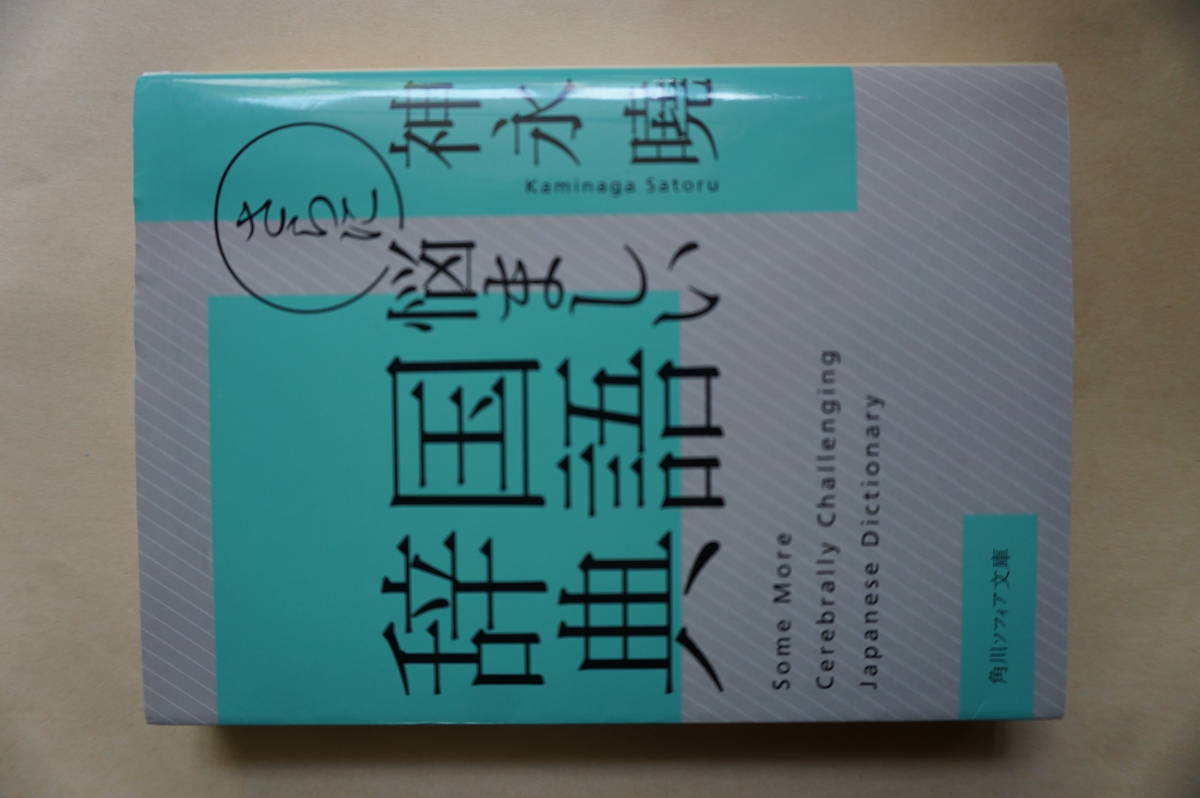 神永曉
Kaminaga Satoru
さらに
悩ましい
国語
辞典
Some More
Cerebrally Challenging
Japanese Dictionary
角川ソフィア文庫